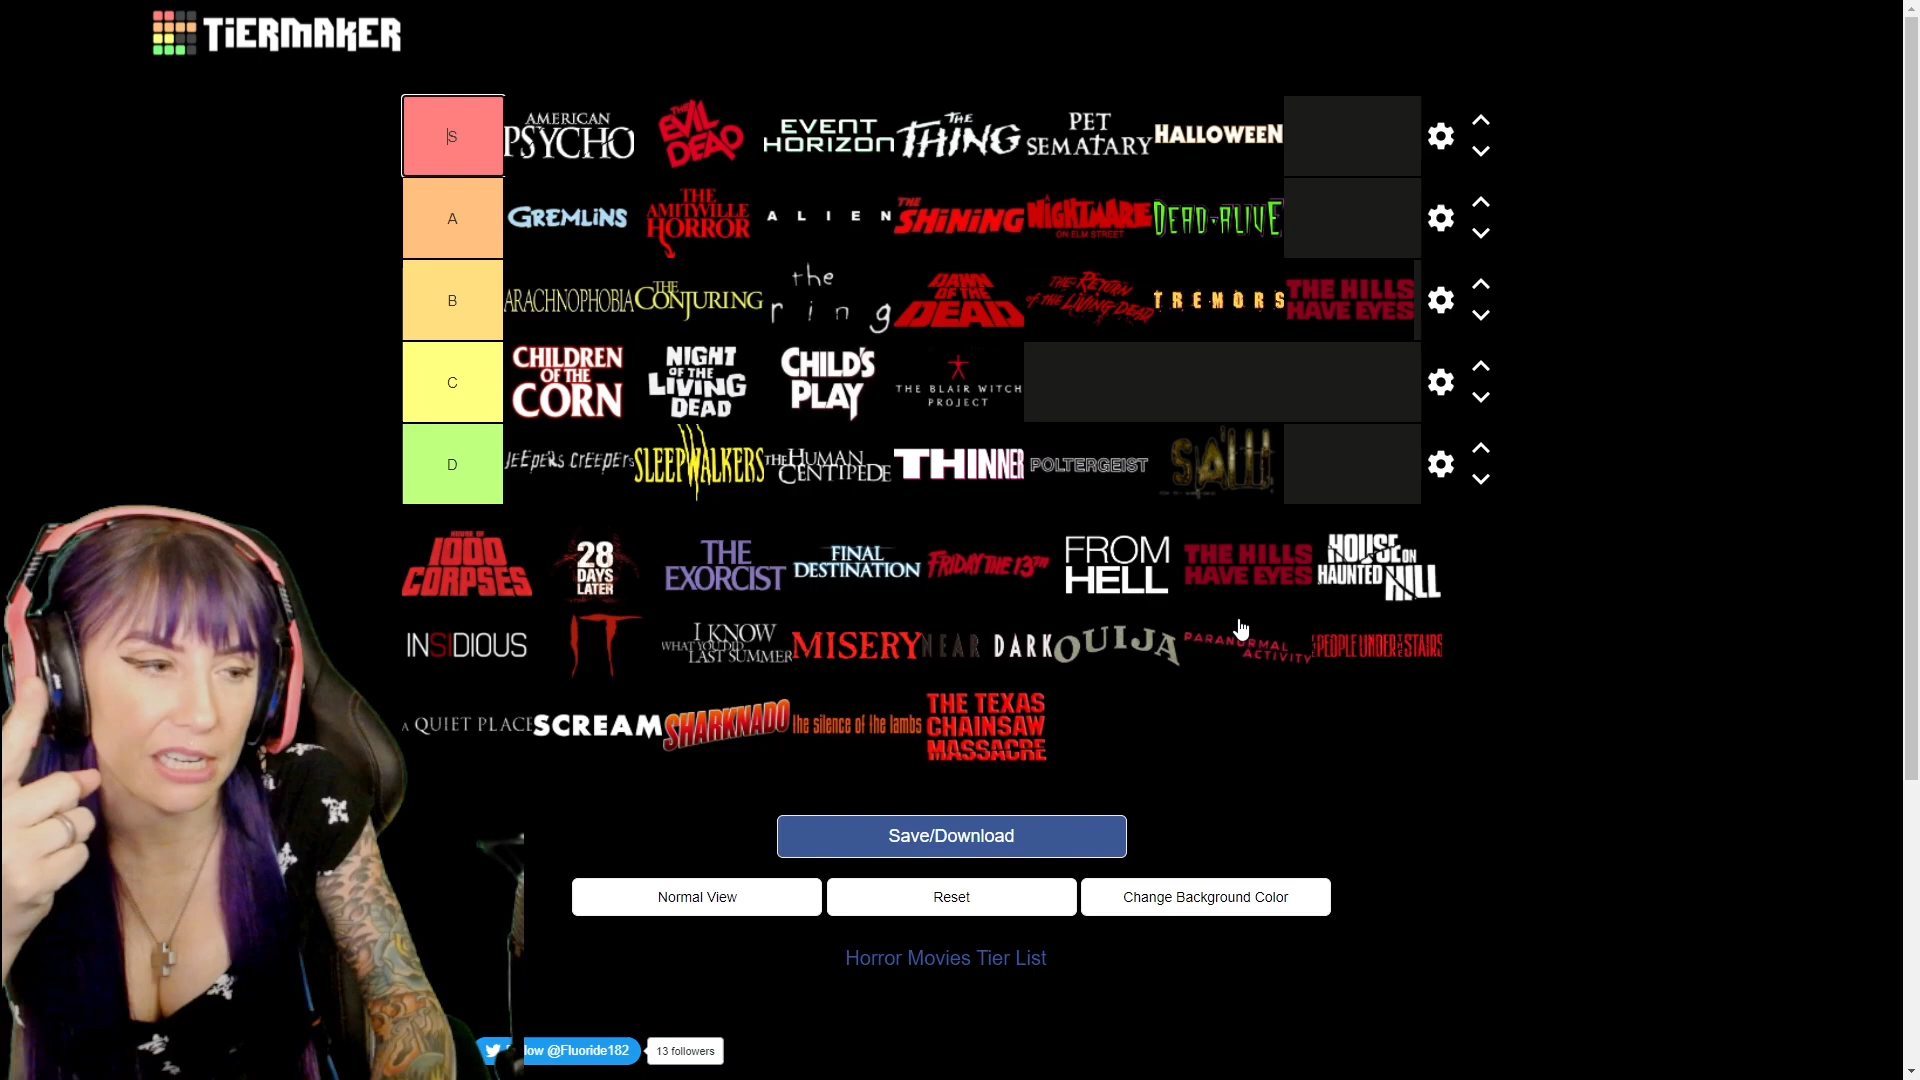 TiERMAKER
S
AMERICAN
PSYCHO
THE
EVIL
DEAD
EVENT
HORIZON
THE
THING
PET
SEMATARY
HALLOWEEN
A
GREMLINS
THE
AMITYVILLE
HORROR
ALIEN
THE
SHiNiNG
NIGHTMARE
ON ELM STREET
DEAD-ALIVE
B
ARACHNOPHOBIA
THE
CONJURING
the
ring
DAWN
OF THE
DEAD
THE RETURN
of THE LIVING DEAD
TREMORS
THE HILLS
HAVE EYES
C
CHILDREN
OF THE
CORN
NIGHT
OF THE
LIVING
DEAD
CHILD'S
PLAY
THE BLAIR WITCH
PROJECT
D
JEEPERS CREEPERS
SLEEPWALKERS
THE HUMAN
CENTIPEDE
THINNER
POLTERGEIST
SAW
HOUSE OF
1000
CORPSES
28
DAYS
LATER
THE
EXORCIST
FINAL
DESTINATION
FRIDAY THE 13TH
FROM
HELL
THE HILLS
HAVE EYES
HOUSE ON
HAUNTED HILL
INSIDIOUS
IT
I KNOW
WHAT YOU DID
LAST SUMMER
MISERY
NEAR DARK
OUIJA
PARANORMAL
ACTIVITY
THE PEOPLE UNDER THE STAIRS
A QUIET PLACE
SCREAM
SHARKNADO
the silence of the lambs
THE TEXAS
CHAINSAW
MASSACRE
Save/Download
Normal View
Reset
Change Background Color
Horror Movies Tier List
low @Fluoride182
13 followers